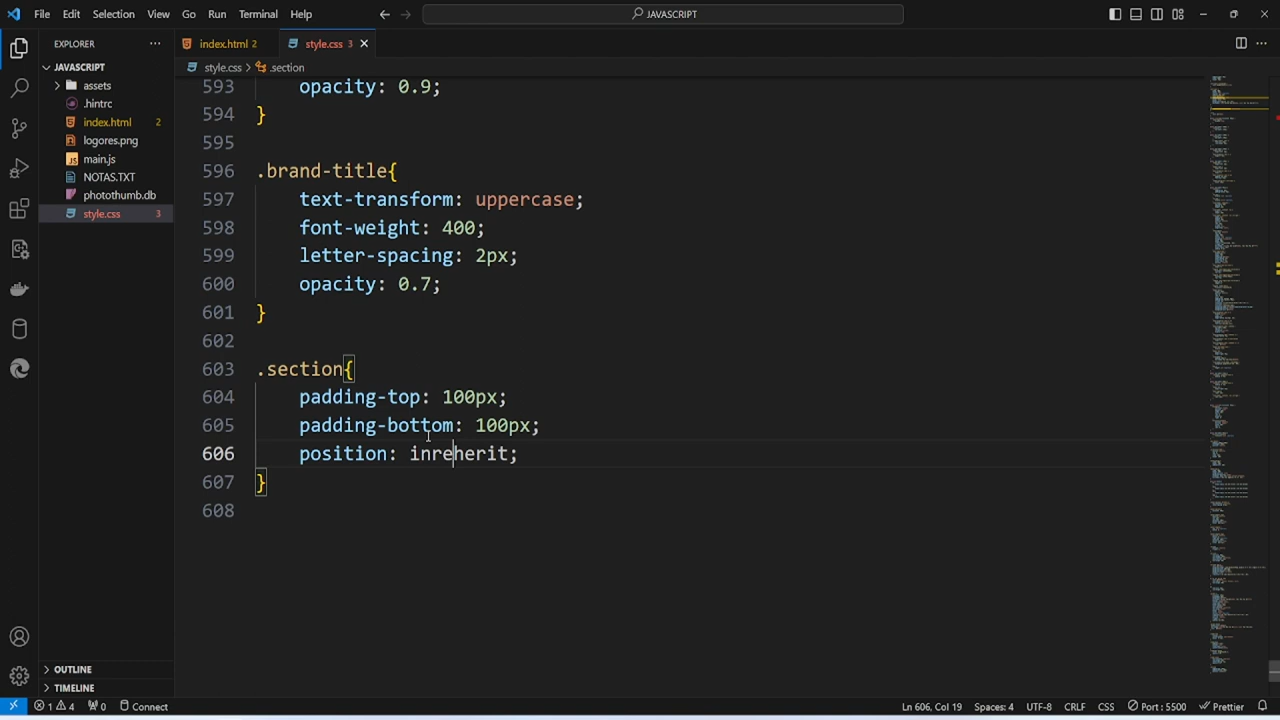 File Edit Selection View Go Run Terminal Help
JAVASCRIPT
EXPLORER
JAVASCRIPT
assets
.hintrc
index.html 2
logores.png
main.js
NOTAS.TXT
photothumb.db
style.css 3
OUTLINE
TIMELINE
index.html 2
style.css 3
style.css > .section
593 opacity: 0.9;
594 }
595
596 .brand-title{
597 text-transform: uppercase;
598 font-weight: 400;
599 letter-spacing: 2px;
600 opacity: 0.7;
601 }
602
603 .section{
604 padding-top: 100px;
605 padding-bottom: 100px;
606 position: inreherit;
607 }
608
1 4 0 Connect
Ln 606, Col 19 Spaces: 4 UTF-8 CRLF CSS Port : 5500 Prettier